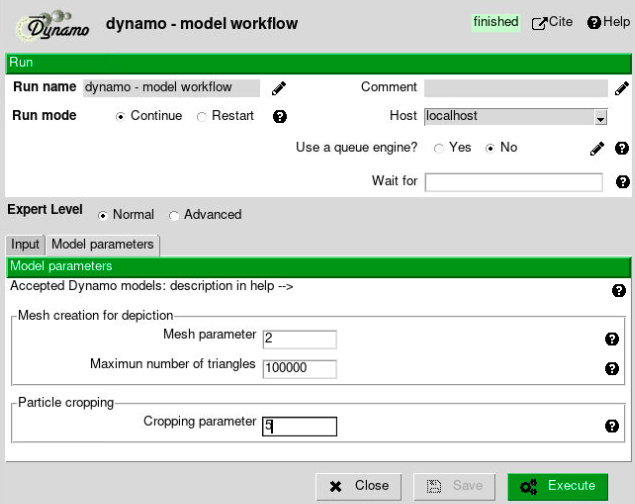 Dynamo
dynamo - model workflow
finished
Cite
Help
Run
Run name dynamo - model workflow
Comment
Run mode Continue Restart
Host localhost
Use a queue engine? Yes No
Wait for
Expert Level Normal Advanced
Input Model parameters
Model parameters
Accepted Dynamo models: description in help -->
Mesh creation for depiction
Mesh parameter 2
Maximun number of triangles 100000
Particle cropping
Cropping parameter 5
Close Save Execute